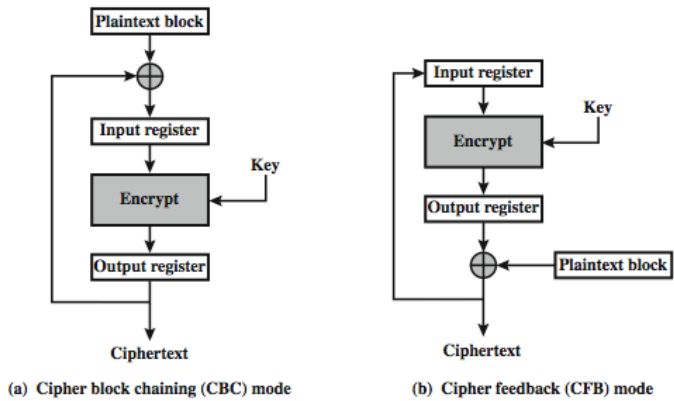 Plaintext block
Input register
Key
Encrypt
Output register
Ciphertext
(a) Cipher block chaining (CBC) mode
Input register
Key
Encrypt
Output register
Plaintext block
Ciphertext
(b) Cipher feedback (CFB) mode